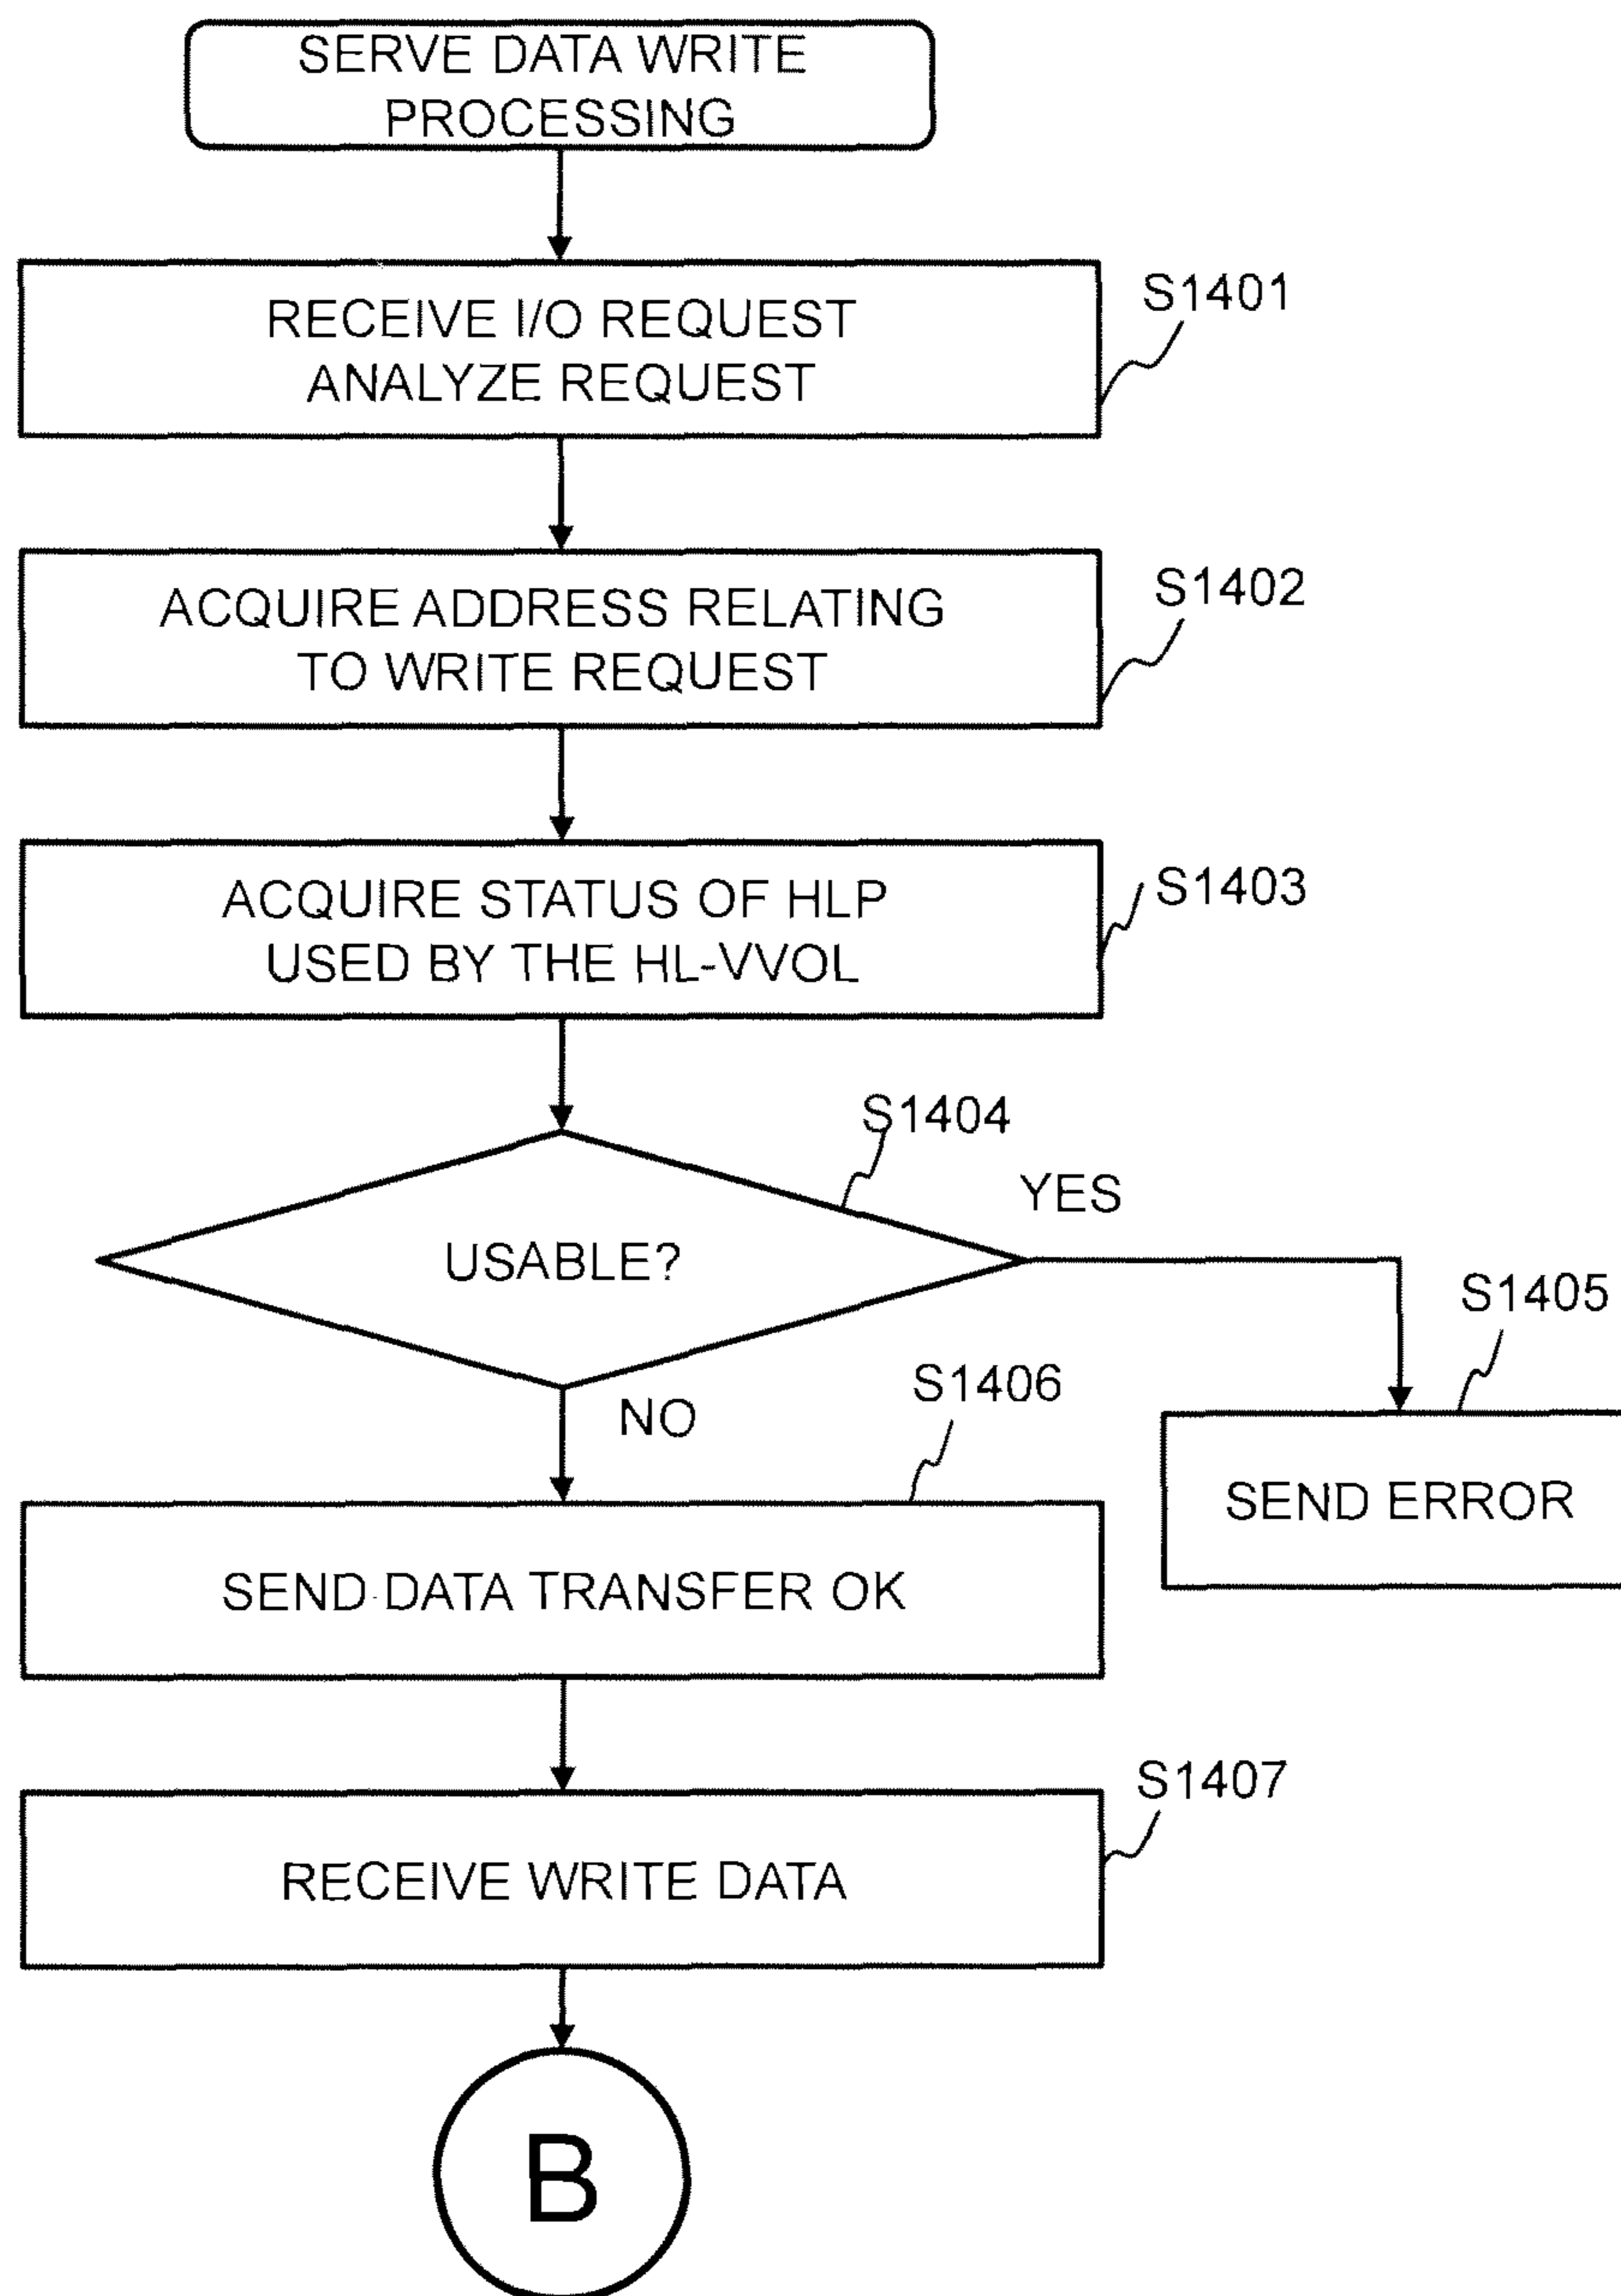 SERVE DATA WRITE
PROCESSING
RECEIVE I/O REQUEST
ANALYZE REQUEST
S1401
ACQUIRE ADDRESS RELATING
TO WRITE REQUEST
S1402
ACQUIRE STATUS OF HLP
USED BY THE HL-VVOL
S1403
S1404
YES
USABLE?
S1405
S1406
NO
SEND ERROR
SEND DATA TRANSFER OK
S1407
RECEIVE WRITE DATA
B